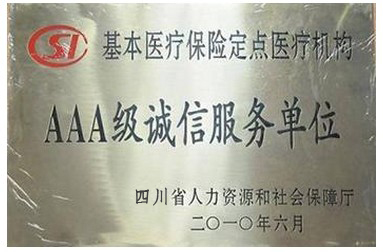 SI 基本医疗保险定点医疗机构
AAA级诚信服务单位
四川省人力资源和社会保障厅
二〇一〇年六月